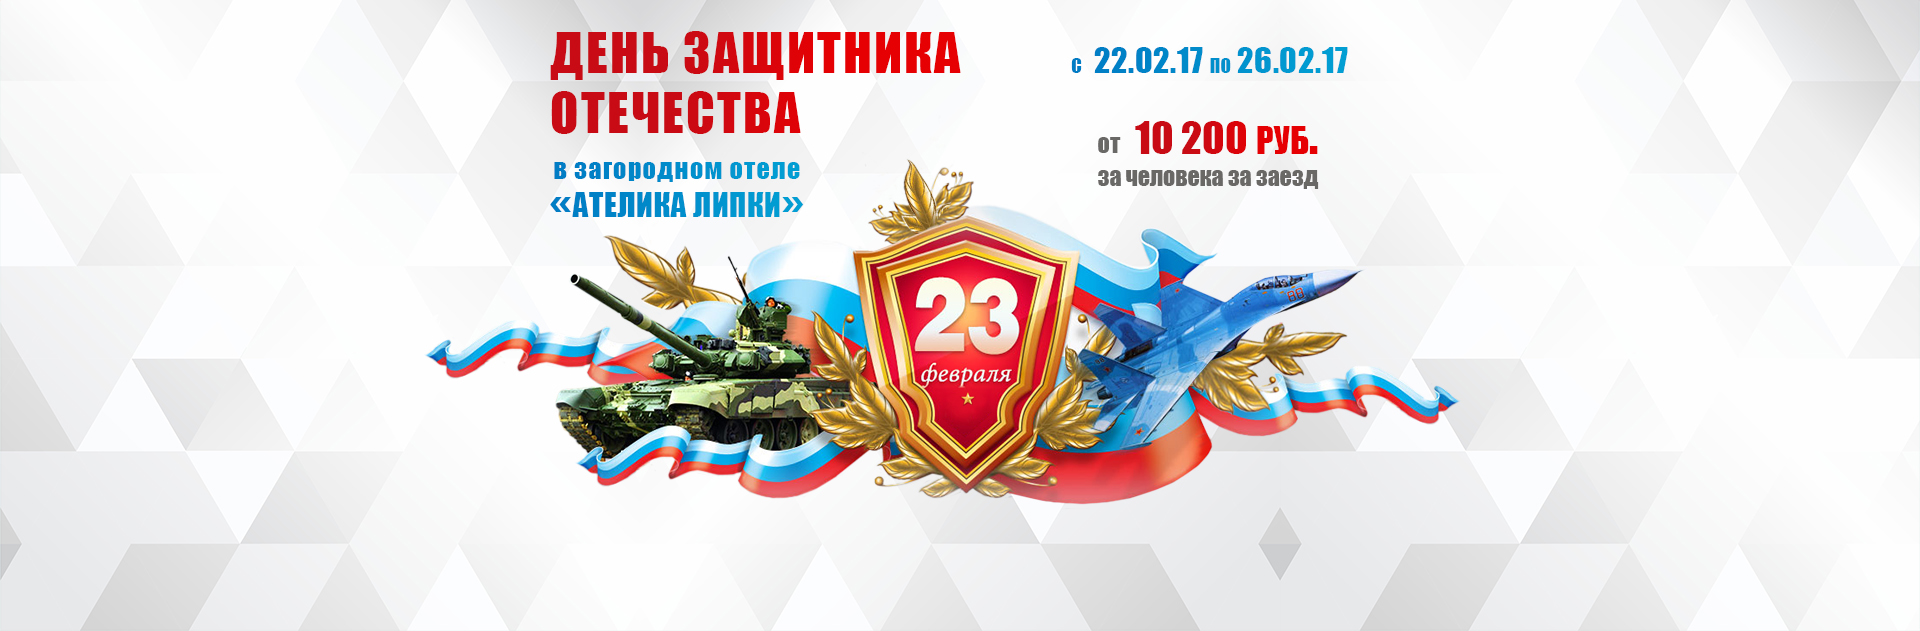 ДЕНЬ ЗАЩИТНИКА
ОТЕЧЕСТВА
в загородном отеле
«АТЕЛИКА ЛИПКИ»
с 22.02.17 по 26.02.17
от 10 200 РУБ.
за человека за заезд
23
февраля
88